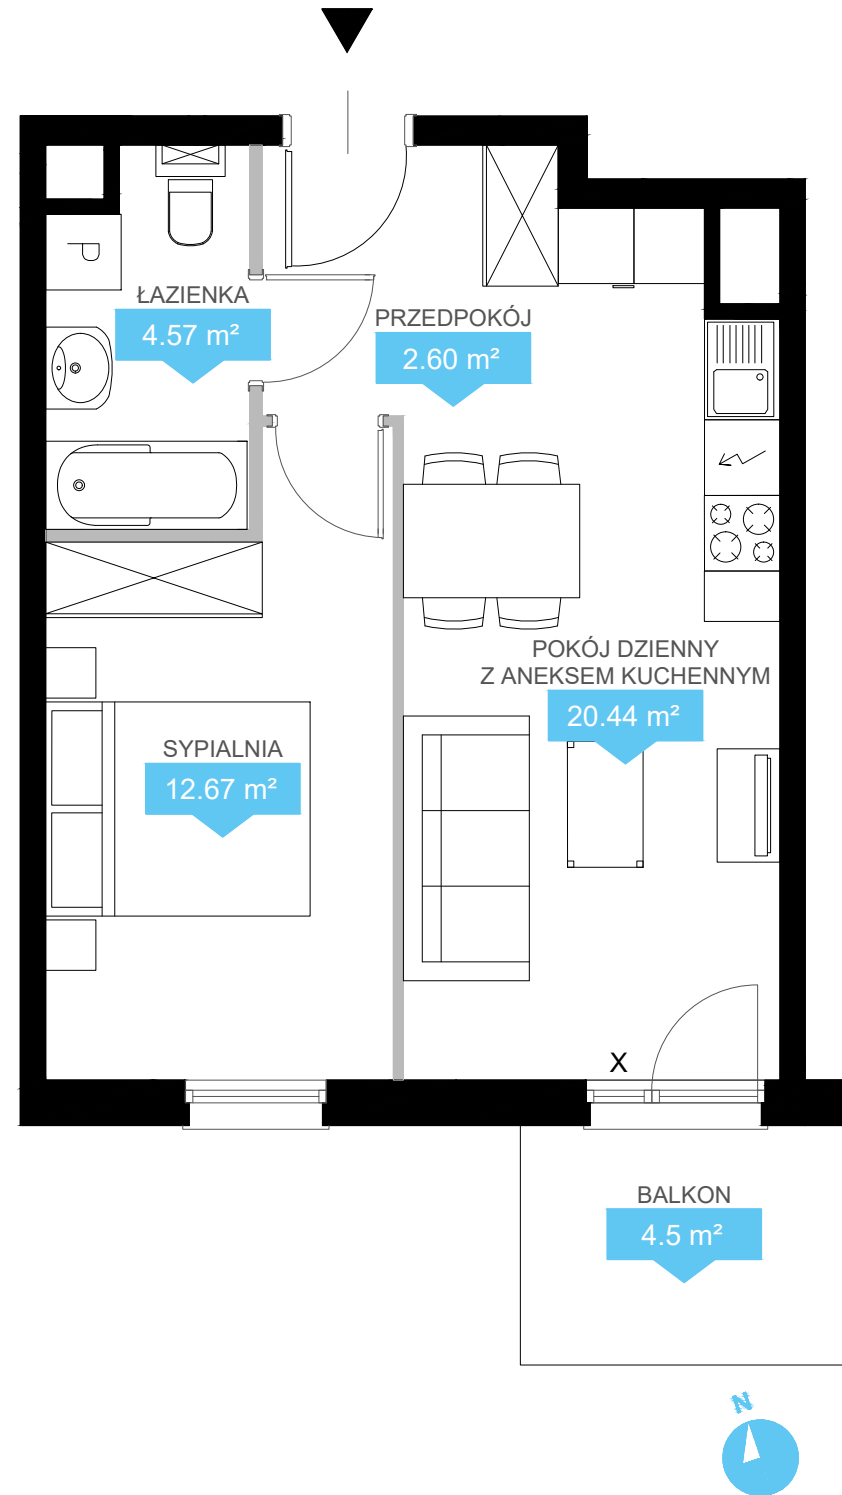 P
ŁAZIENKA
4.57 m²
PRZEDPOKÓJ
2.60 m²
POKÓJ DZIENNY
Z ANEKSEM KUCHENNYM
20.44 m²
SYPIALNIA
12.67 m²
X
BALKON
4.5 m²
N